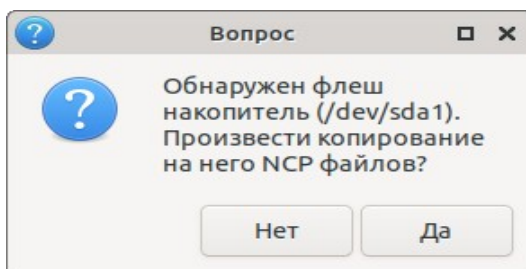 Вопрос
Обнаружен флеш
накопитель (/dev/sda1).
Произвести копирование
на него NCP файлов?
Нет Да